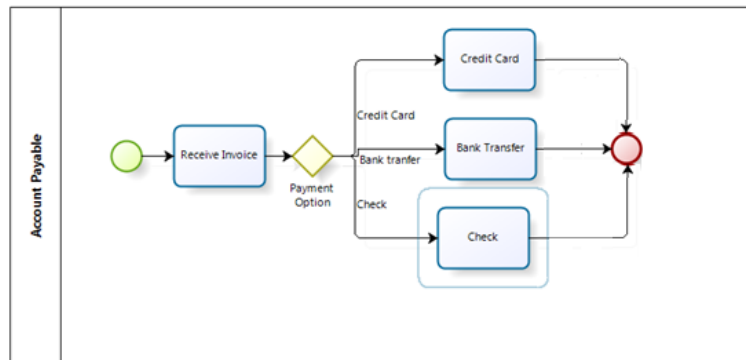 Account Payable
Receive Invoice
Payment
Option
Credit Card
Bank tranfer
Check
Credit Card
Bank Transfer
Check